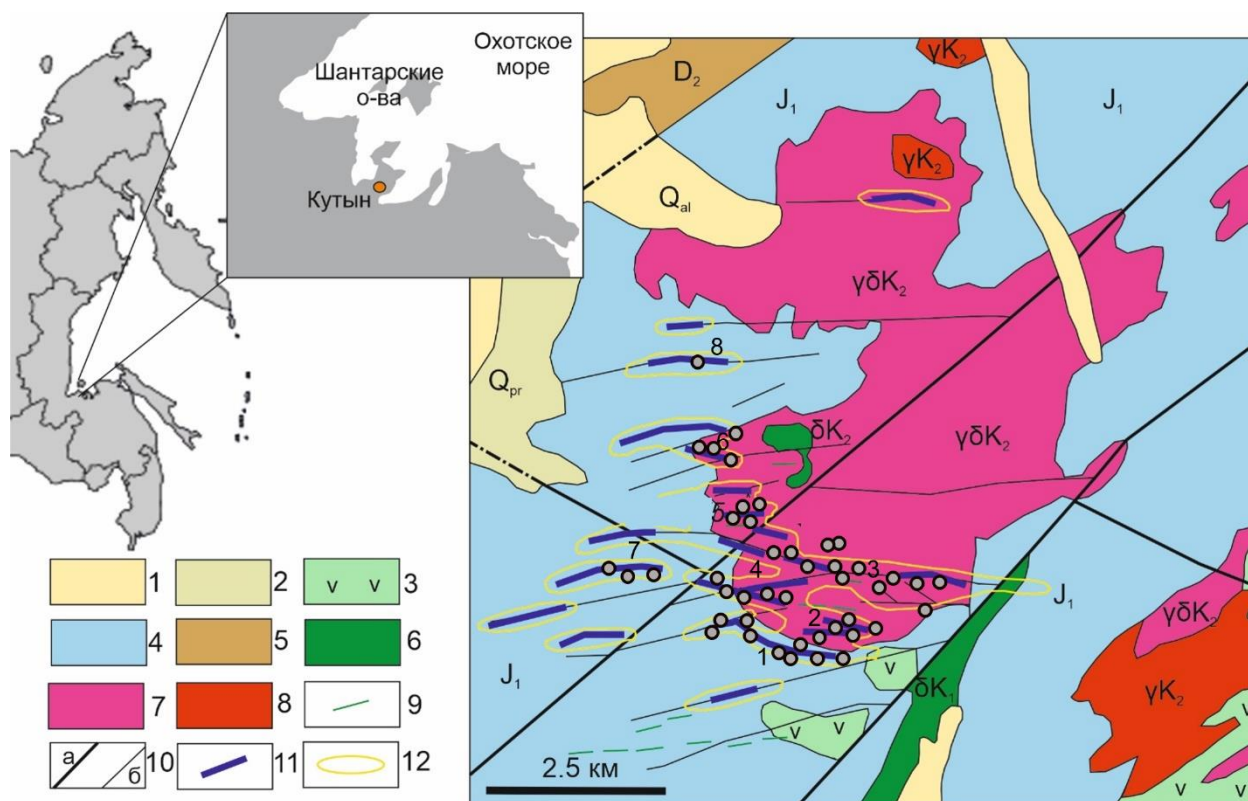 Охотское
море
Шантарские
о-ва
Кутын
D₂
γK₂
J₁
J₁
γK₂
Q_al
γδK₂
8
Q_pr
6
δK₂
γδK₂
5
7
4
3
J₁
2
γδK₂
1
J₁
v
δK₁
γK₂
v
v v
v v
2.5 км
1
2
v v
3
4
5
6
7
8
9
а б 10
11
12